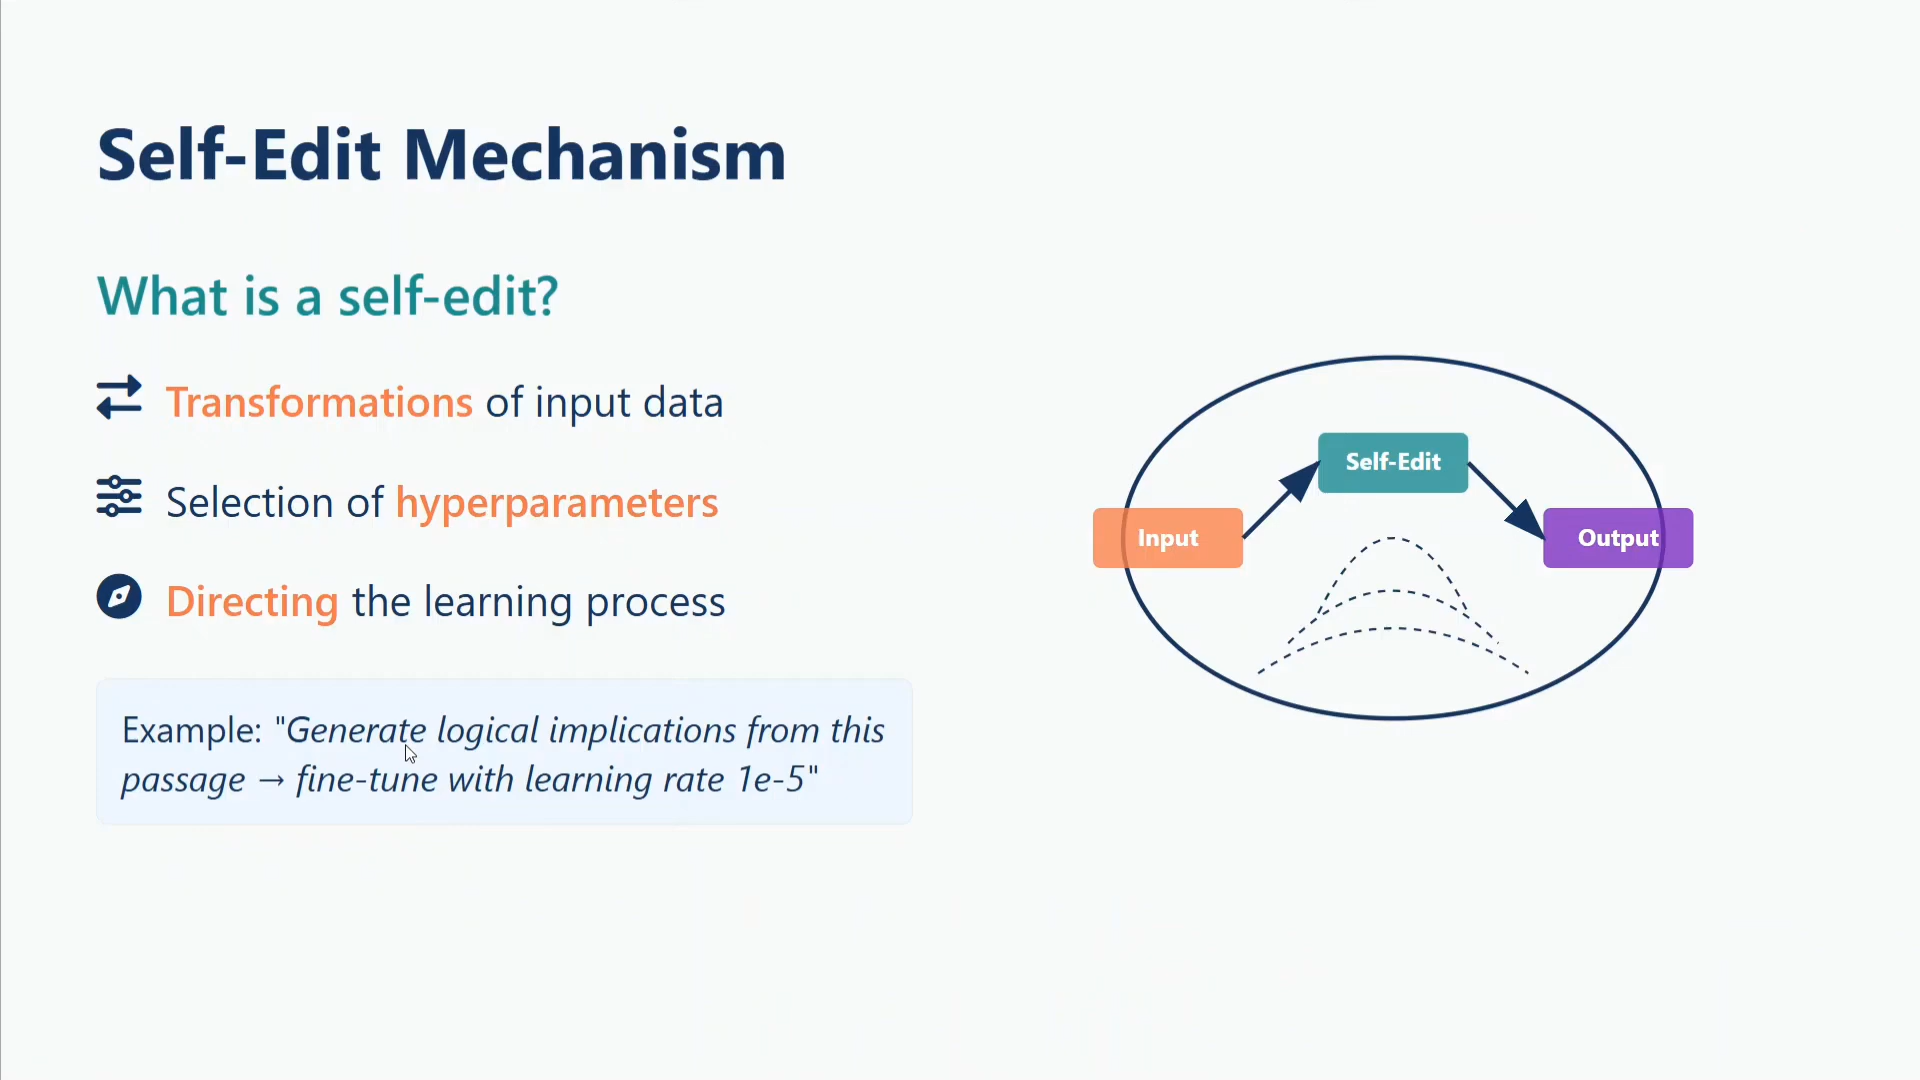 Self-Edit Mechanism
What is a self-edit?
Transformations of input data
Selection of hyperparameters
Directing the learning process
Example: "Generate logical implications from this
passage → fine-tune with learning rate 1e-5"
Self-Edit
Input
Output